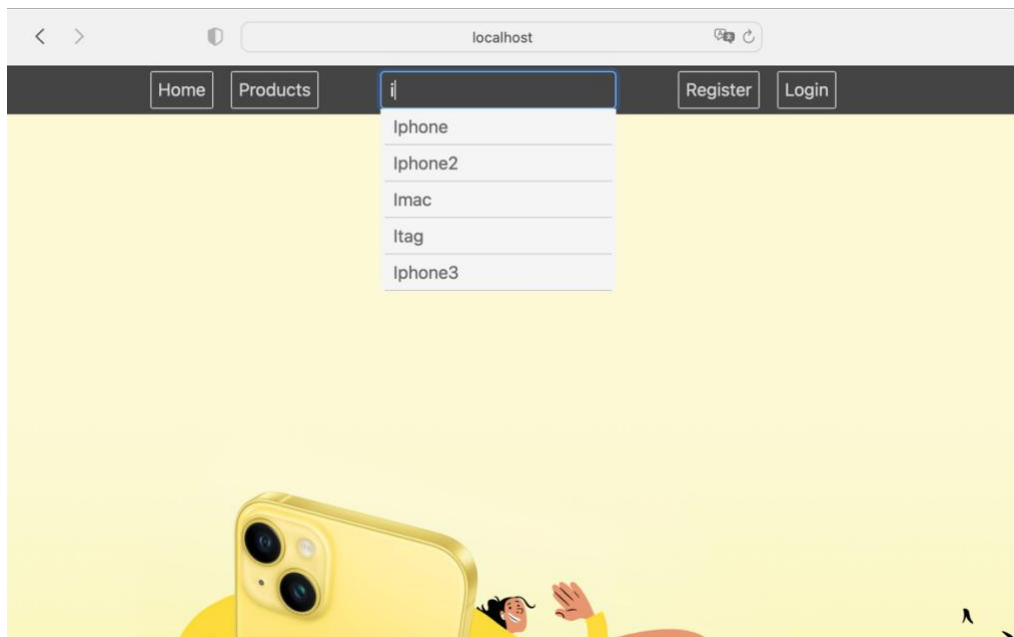 localhost
Home Products i Register Login
Iphone
Iphone2
Imac
Itag
Iphone3